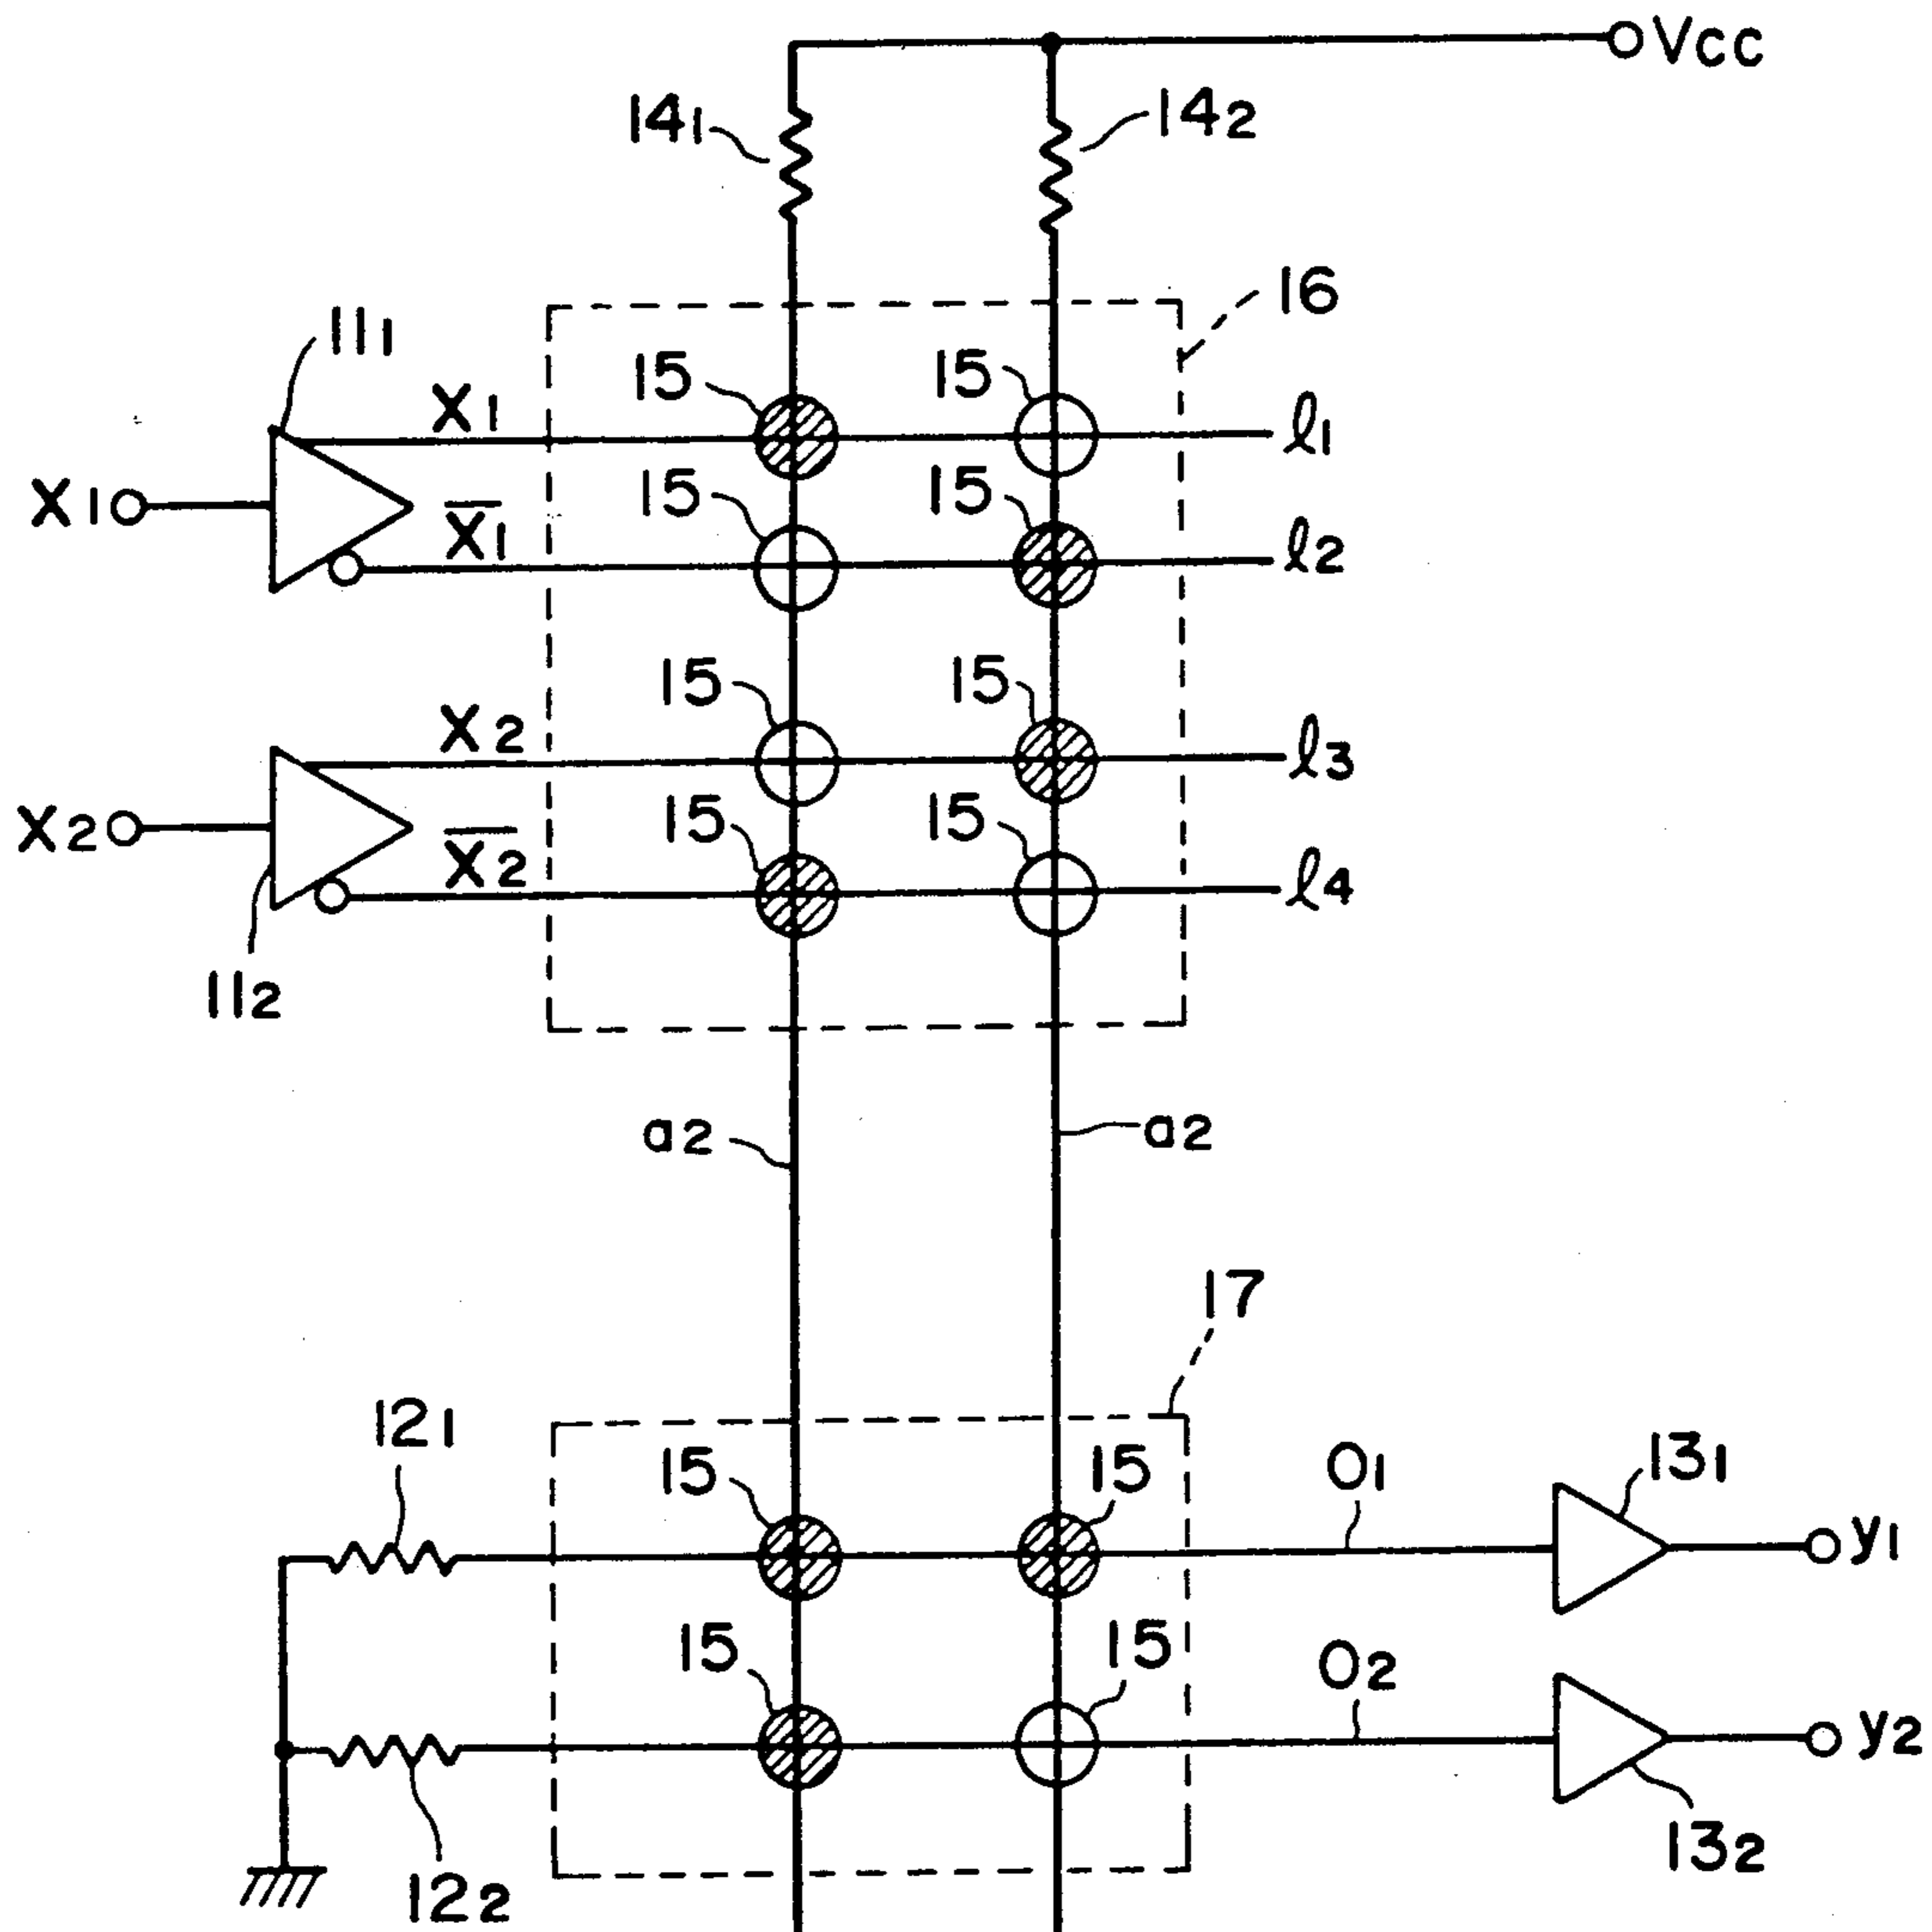 Vcc
14₁ 14₂
16
11₁
15 15
X₁ l₁
X₁
15 15
X̅₁ l₂
15 15
X₂ l₃
X₂
15 15
X̅₂ l₄
11₂
a₂ a₂
17
12₁
15 15 O₁ 13₁
y₁
15 15 O₂
y₂
13₂
12₂